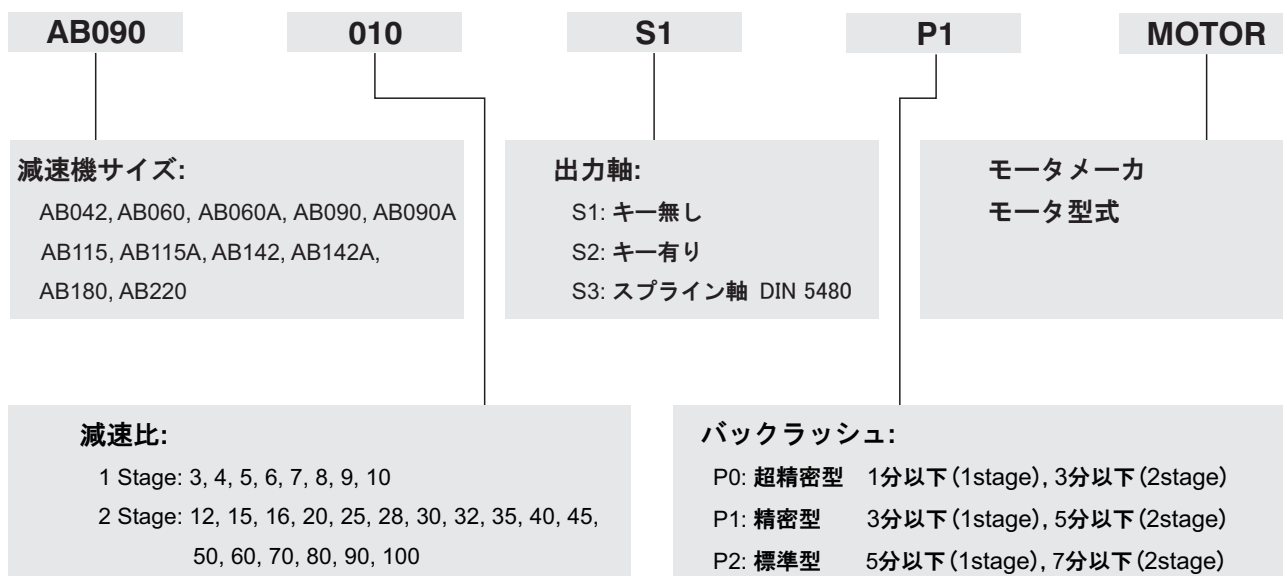 AB090 010 S1 P1 MOTOR
減速機サイズ:
AB042, AB060, AB060A, AB090, AB090A
AB115, AB115A, AB142, AB142A,
AB180, AB220
出力軸:
S1: キー無し
S2: キー有り
S3: スプライン軸 DIN 5480
モータメーカ
モータ型式
減速比:
1 Stage: 3, 4, 5, 6, 7, 8, 9, 10
2 Stage: 12, 15, 16, 20, 25, 28, 30, 32, 35, 40, 45,
50, 60, 70, 80, 90, 100
バックラッシュ:
P0: 超精密型 1分以下(1stage), 3分以下(2stage)
P1: 精密型 3分以下(1stage), 5分以下(2stage)
P2: 標準型 5分以下(1stage), 7分以下(2stage)